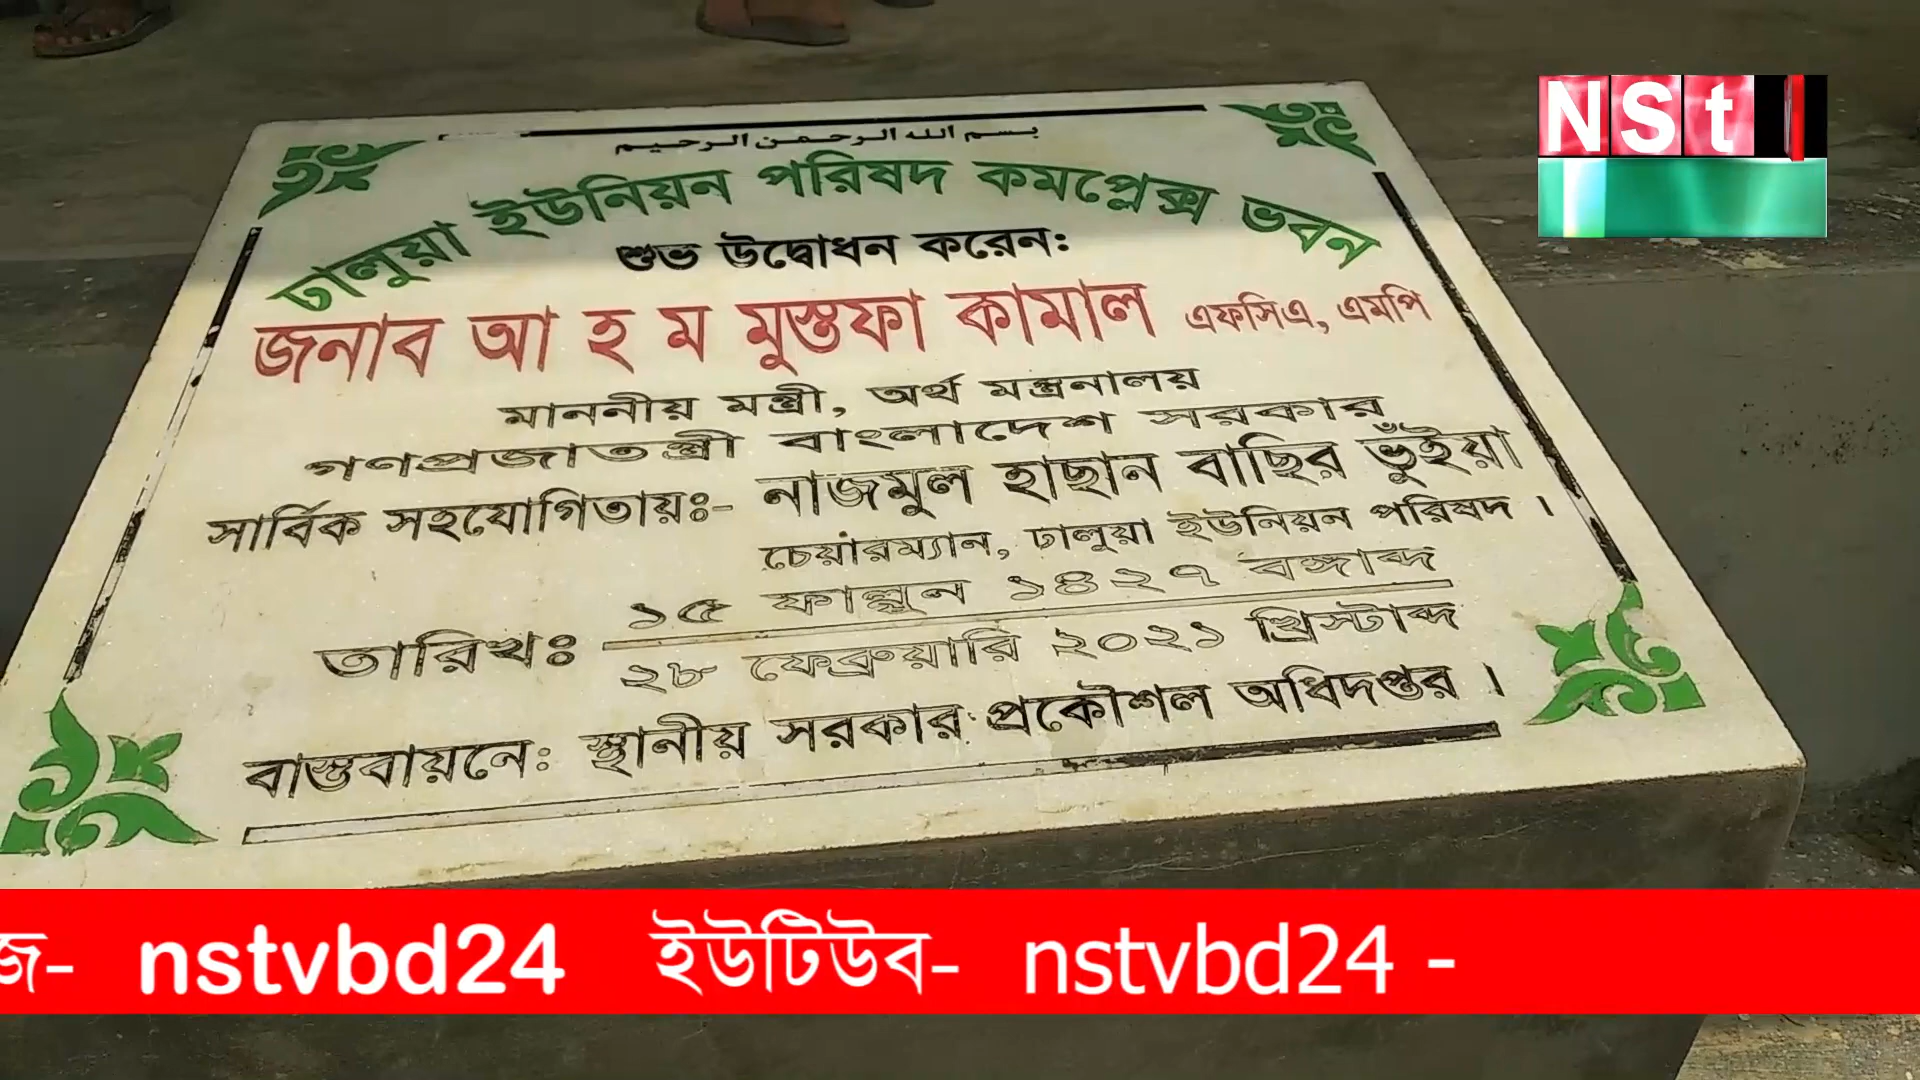 بسم الله الرحمن الرحيم
ঢালুয়া ইউনিয়ন পরিষদ কমপ্লেক্স ভবন
শুভ উদ্বোধন করেন:
জনাব আ হ ম মুস্তফা কামাল এফসিএ, এমপি
মাননীয় মন্ত্রী, অর্থ মন্ত্রনালয়
গণপ্রজাতন্ত্রী বাংলাদেশ সরকার
সার্বিক সহযোগিতায়ঃ- নাজমুল হাছান বাছির ভুঁইয়া
চেয়ারম্যান, ঢালুয়া ইউনিয়ন পরিষদ ।
তারিখঃ ১৫ ফাল্গুন ১৪২৭ বঙ্গাব্দ
২৮ ফেব্রুয়ারি ২০২১ খ্রিস্টাব্দ
বাস্তবায়নে: স্থানীয় সরকার প্রকৌশল অধিদপ্তর ।
NSt
জ- nstvbd24 ইউটিউব- nstvbd24 -